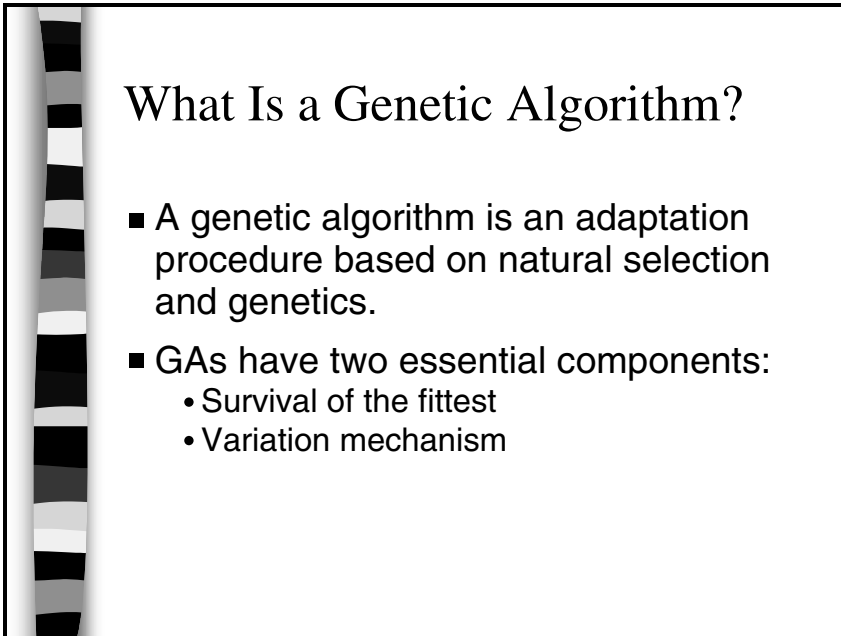 What Is a Genetic Algorithm?
■ A genetic algorithm is an adaptation
procedure based on natural selection
and genetics.
■ GAs have two essential components:
• Survival of the fittest
• Variation mechanism